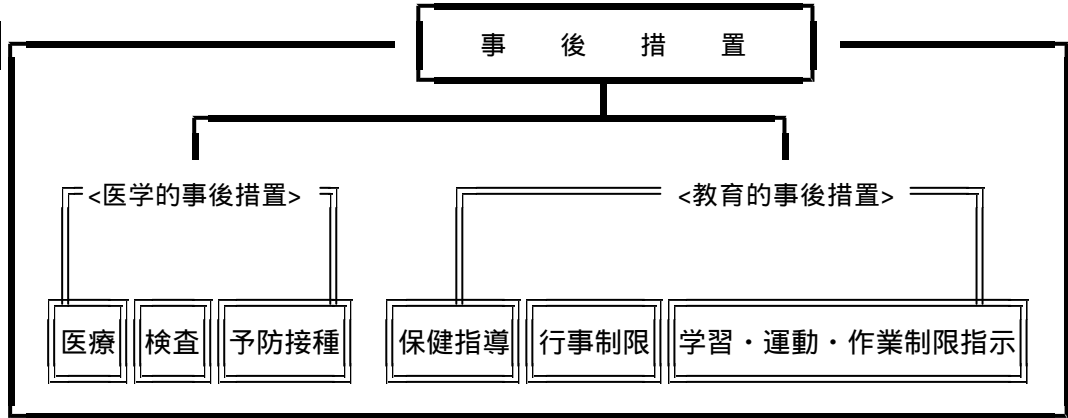 事後措置
<医学的事後措置> <教育的事後措置>
医療 検査 予防接種 保健指導 行事制限 学習・運動・作業制限指示